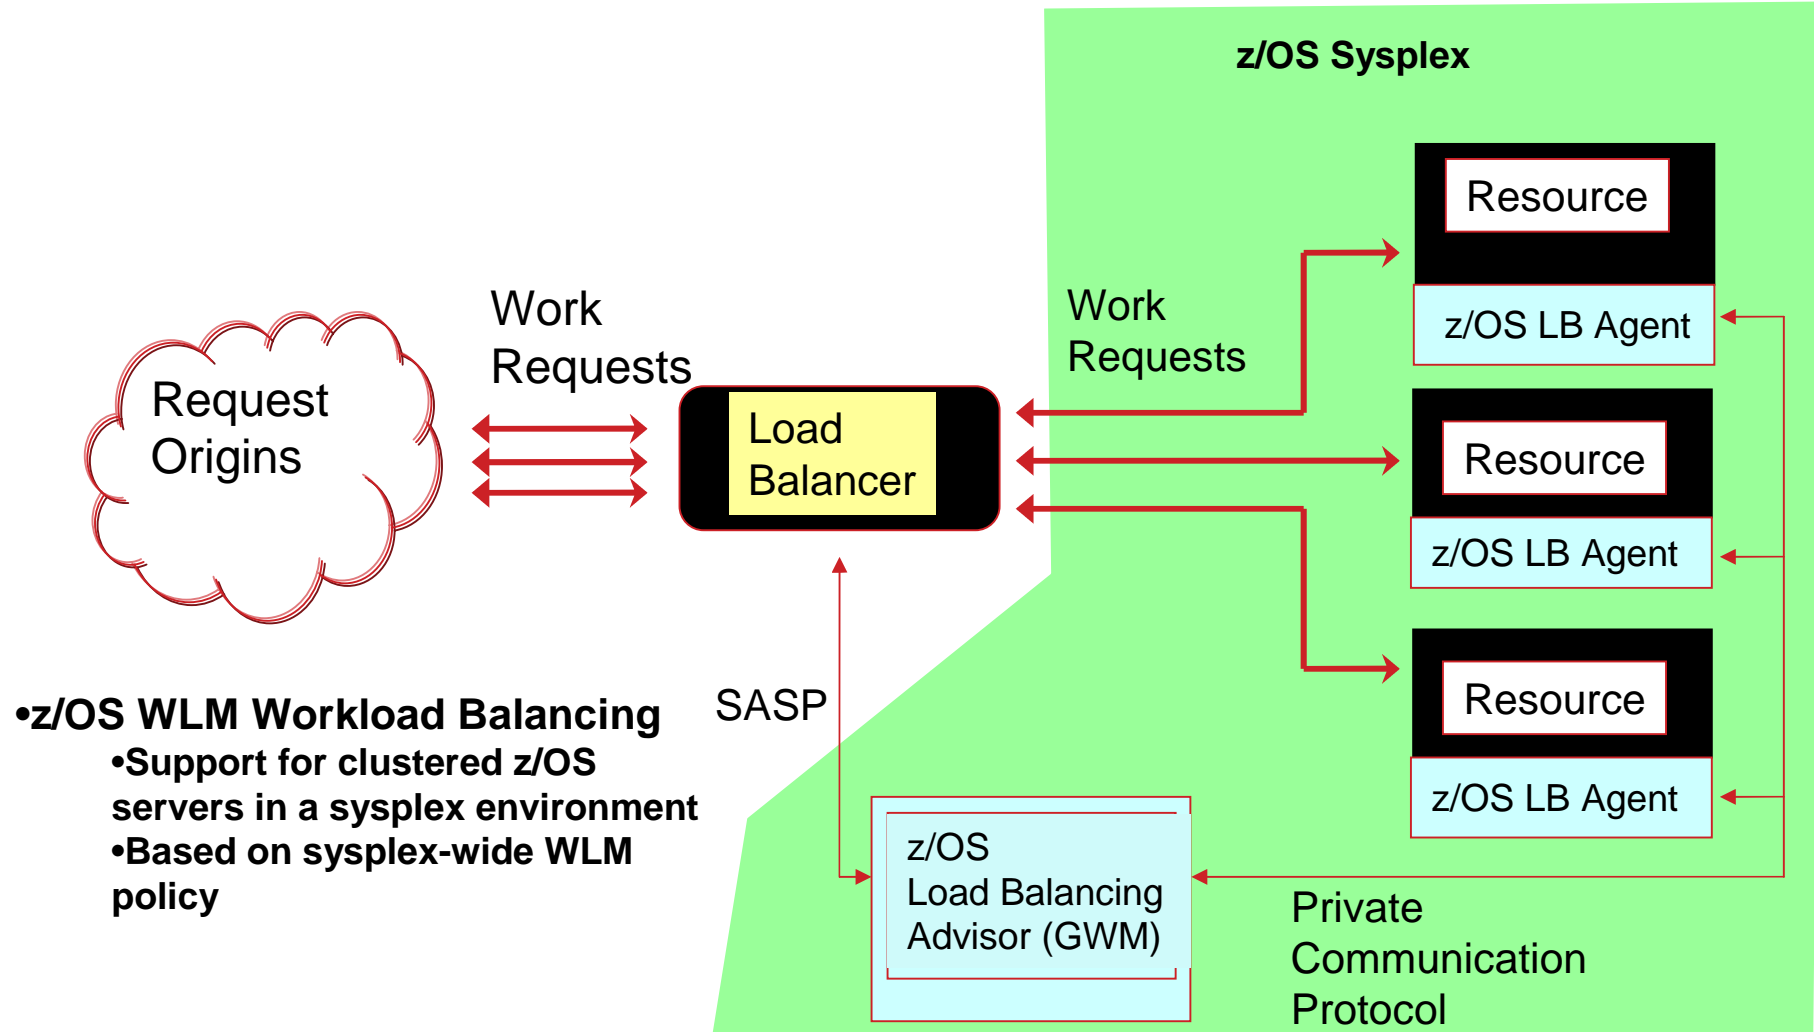 z/OS Sysplex
Resource
z/OS LB Agent
Work
Requests
Work
Requests
Request
Origins
Load
Balancer
Resource
z/OS LB Agent
Resource
z/OS LB Agent
SASP
•z/OS WLM Workload Balancing
•Support for clustered z/OS
servers in a sysplex environment
•Based on sysplex-wide WLM
policy
z/OS
Load Balancing
Advisor (GWM)
Private
Communication
Protocol